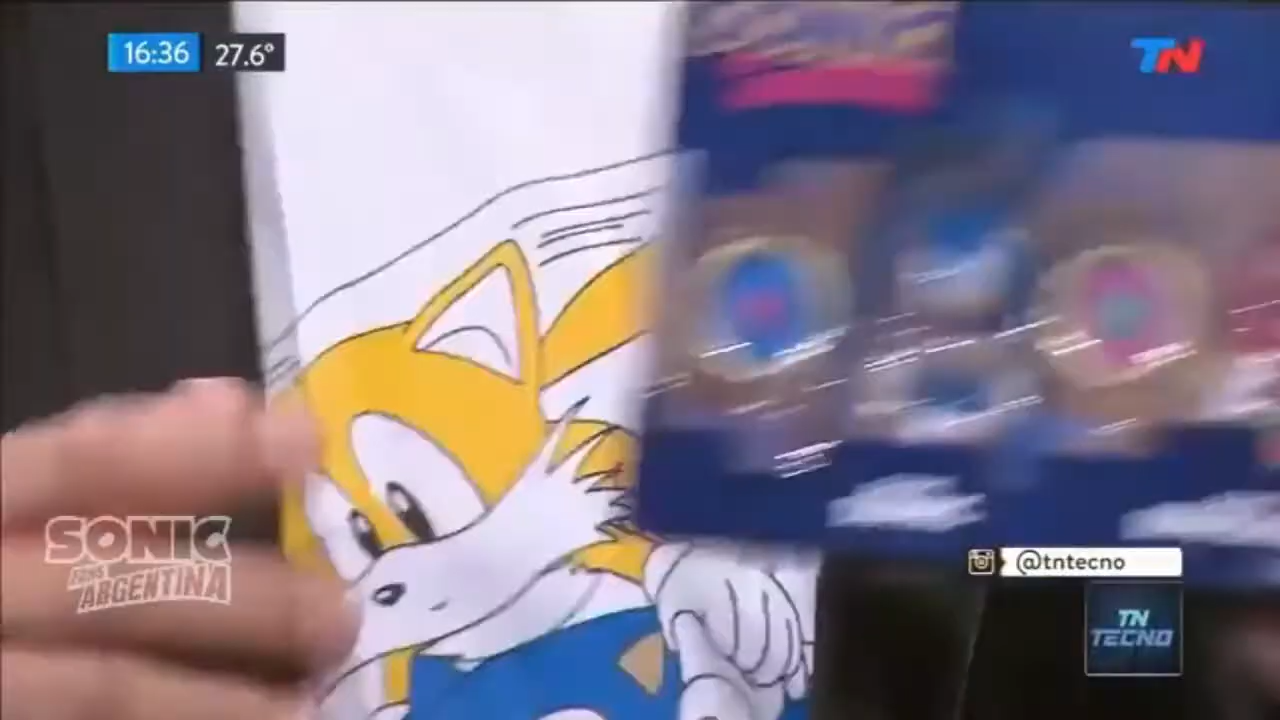 16:36 27.6°
TN
SONIC
FANS
ARGENTINA
@tntecno
TN
TECNO